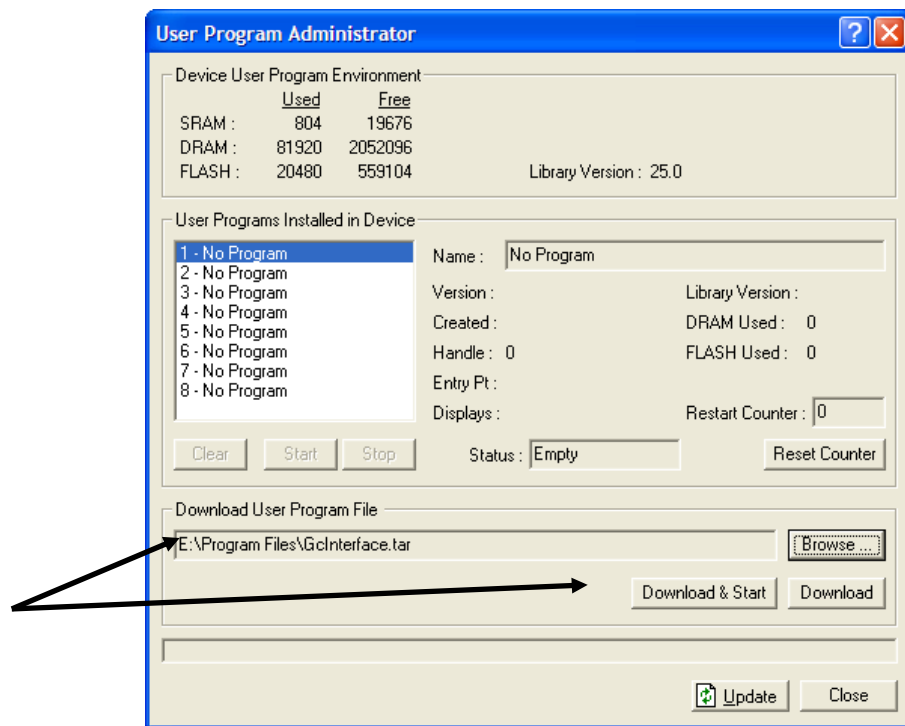 User Program Administrator
Device User Program Environment
Used Free
SRAM : 804 19676
DRAM : 81920 2052096
FLASH : 20480 559104 Library Version : 25.0
User Programs Installed in Device
1 - No Program
2 - No Program
3 - No Program
4 - No Program
5 - No Program
6 - No Program
7 - No Program
8 - No Program
Name : No Program
Version : Library Version :
Created : DRAM Used : 0
Handle : 0 FLASH Used : 0
Entry Pt :
Displays : Restart Counter : 0
Clear Start Stop Status : Empty Reset Counter
Download User Program File
E:\Program Files\GcInterface.tar Browse ...
Download & Start Download
Update Close